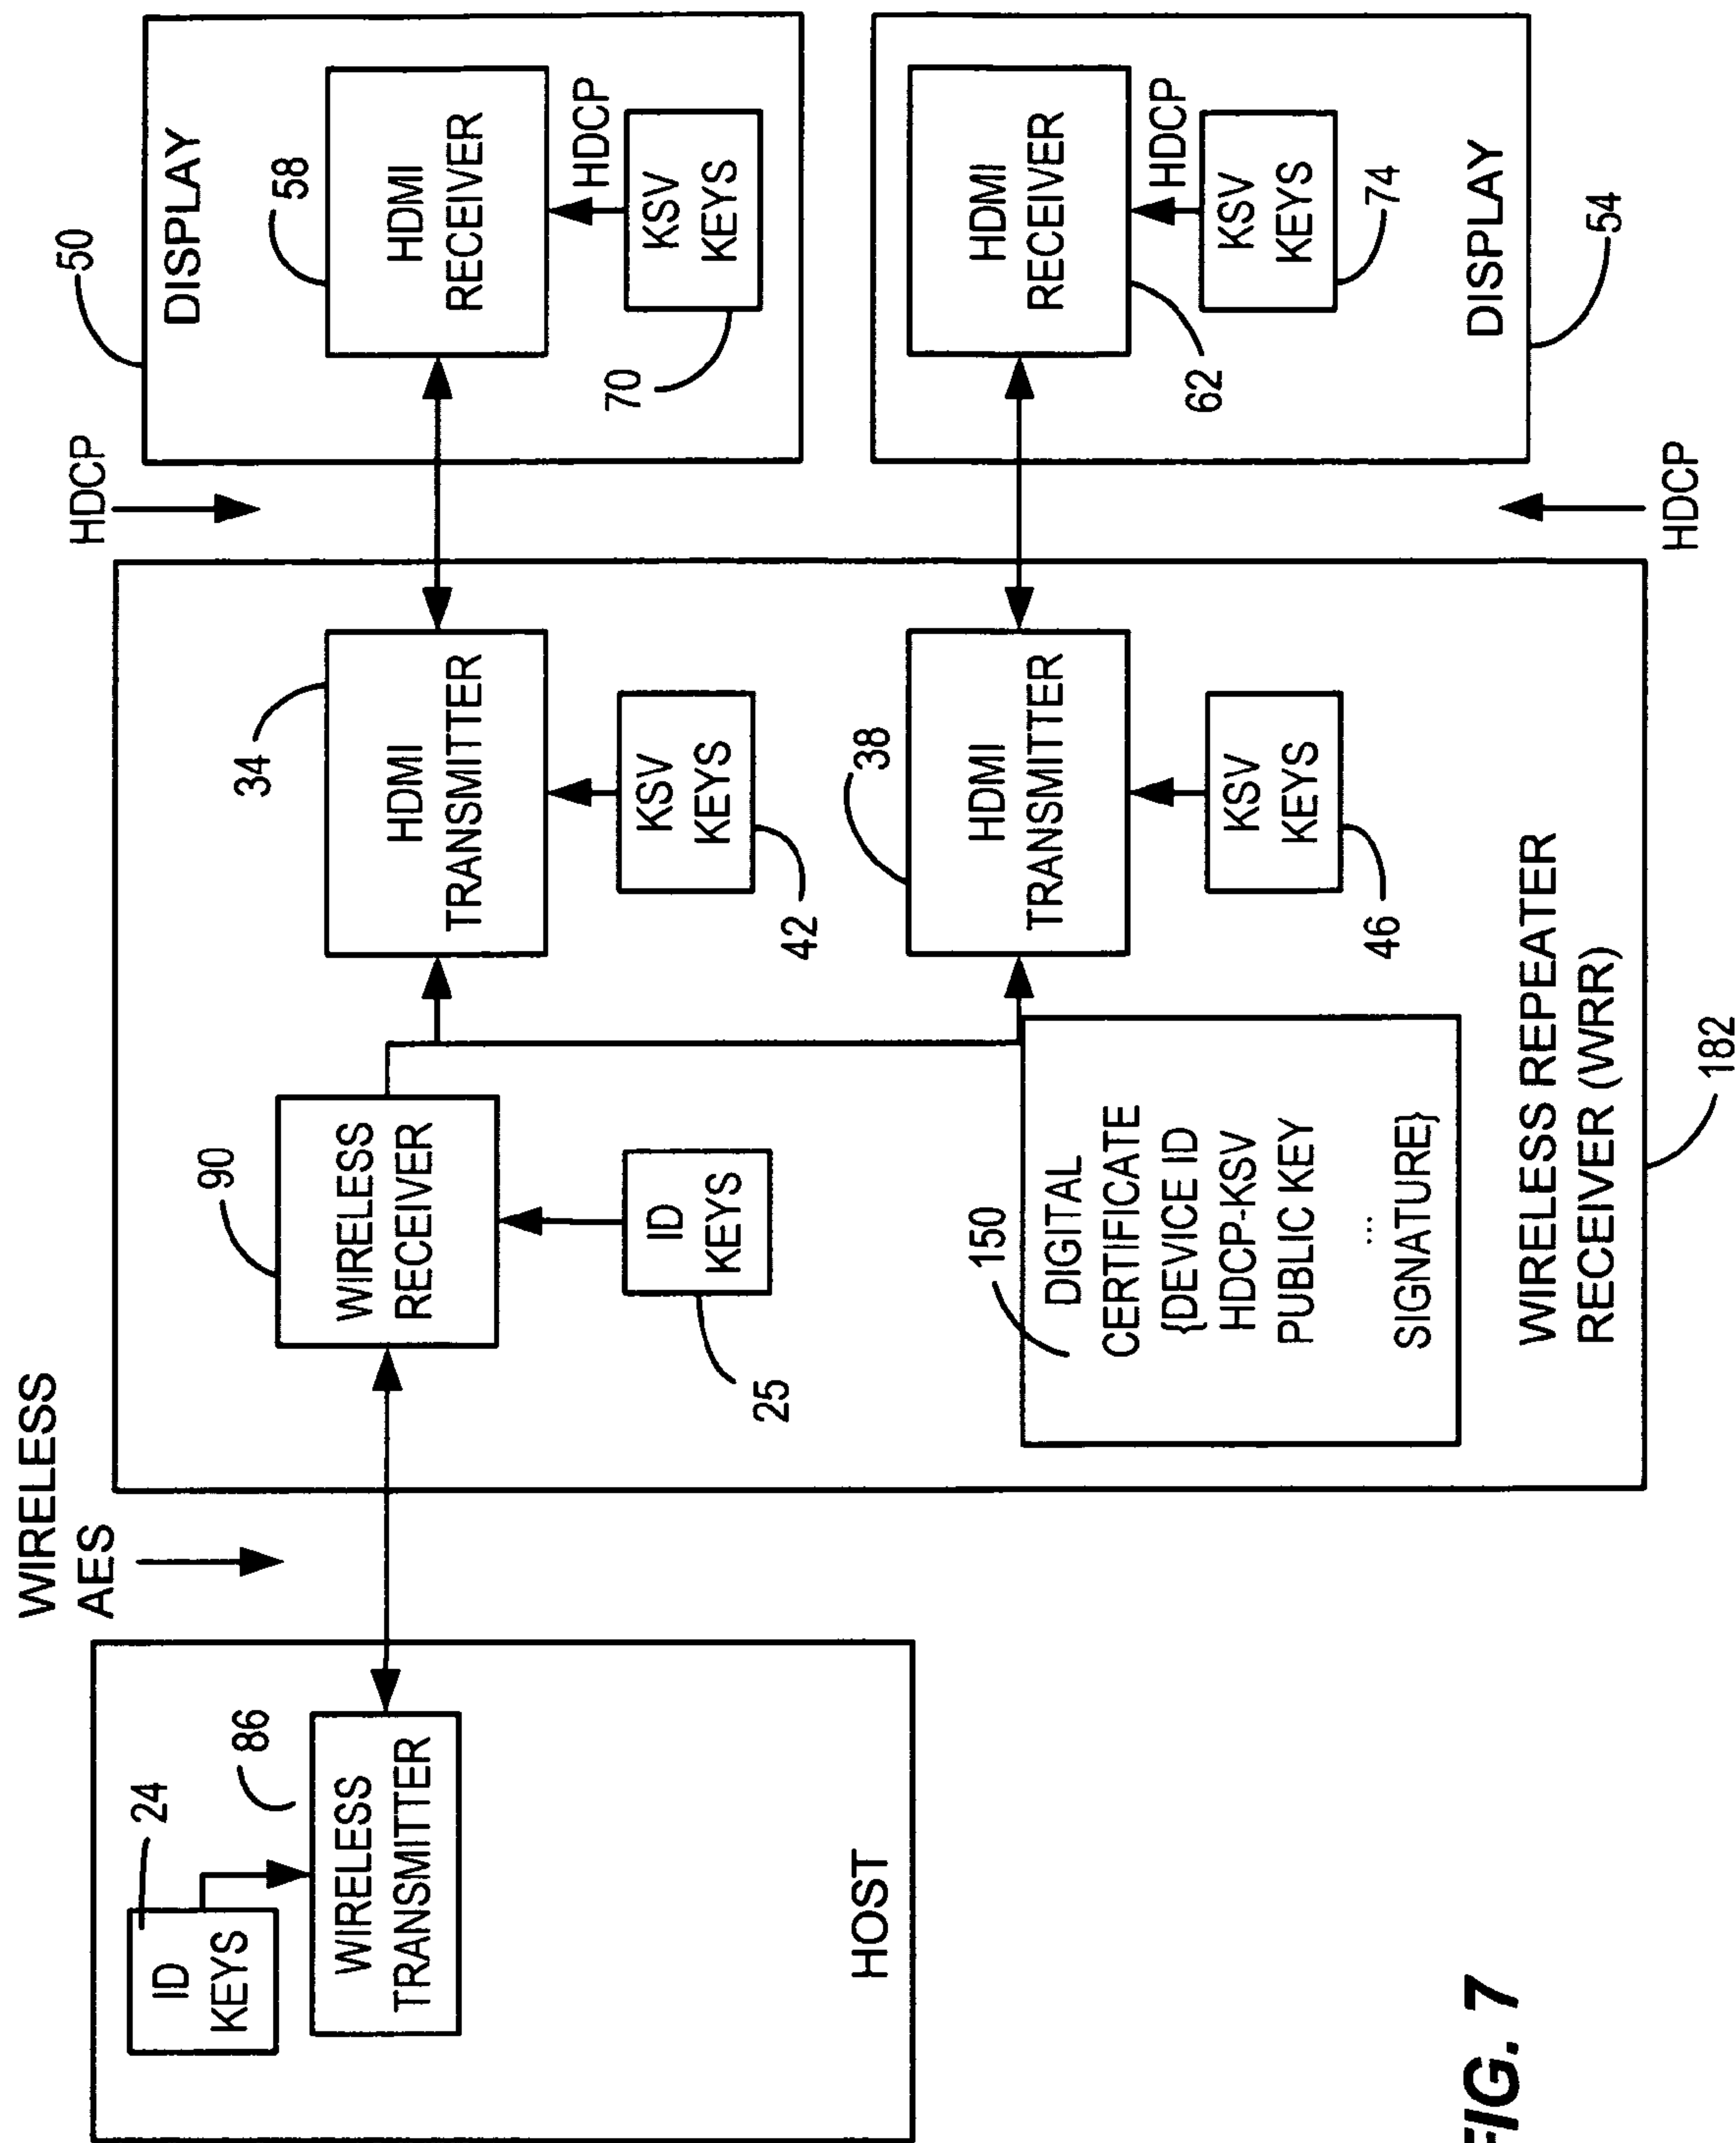 WIRELESS
AES
HDCP
50
DISPLAY
24
ID
KEYS
86
WIRELESS
TRANSMITTER
HOST
90
WIRELESS
RECEIVER
ID
KEYS
25
34
HDMI
TRANSMITTER
KSV
KEYS
42
58
HDMI
RECEIVER
HDCP
KSV
KEYS
70
150
DIGITAL
CERTIFICATE
{DEVICE ID
HDCP-KSV
PUBLIC KEY
...
SIGNATURE}
38
HDMI
TRANSMITTER
KSV
KEYS
46
HDMI
RECEIVER
62
HDCP
KSV
KEYS
74
DISPLAY
54
WIRELESS REPEATER
RECEIVER (WRR)
182
HDCP
FIG. 7